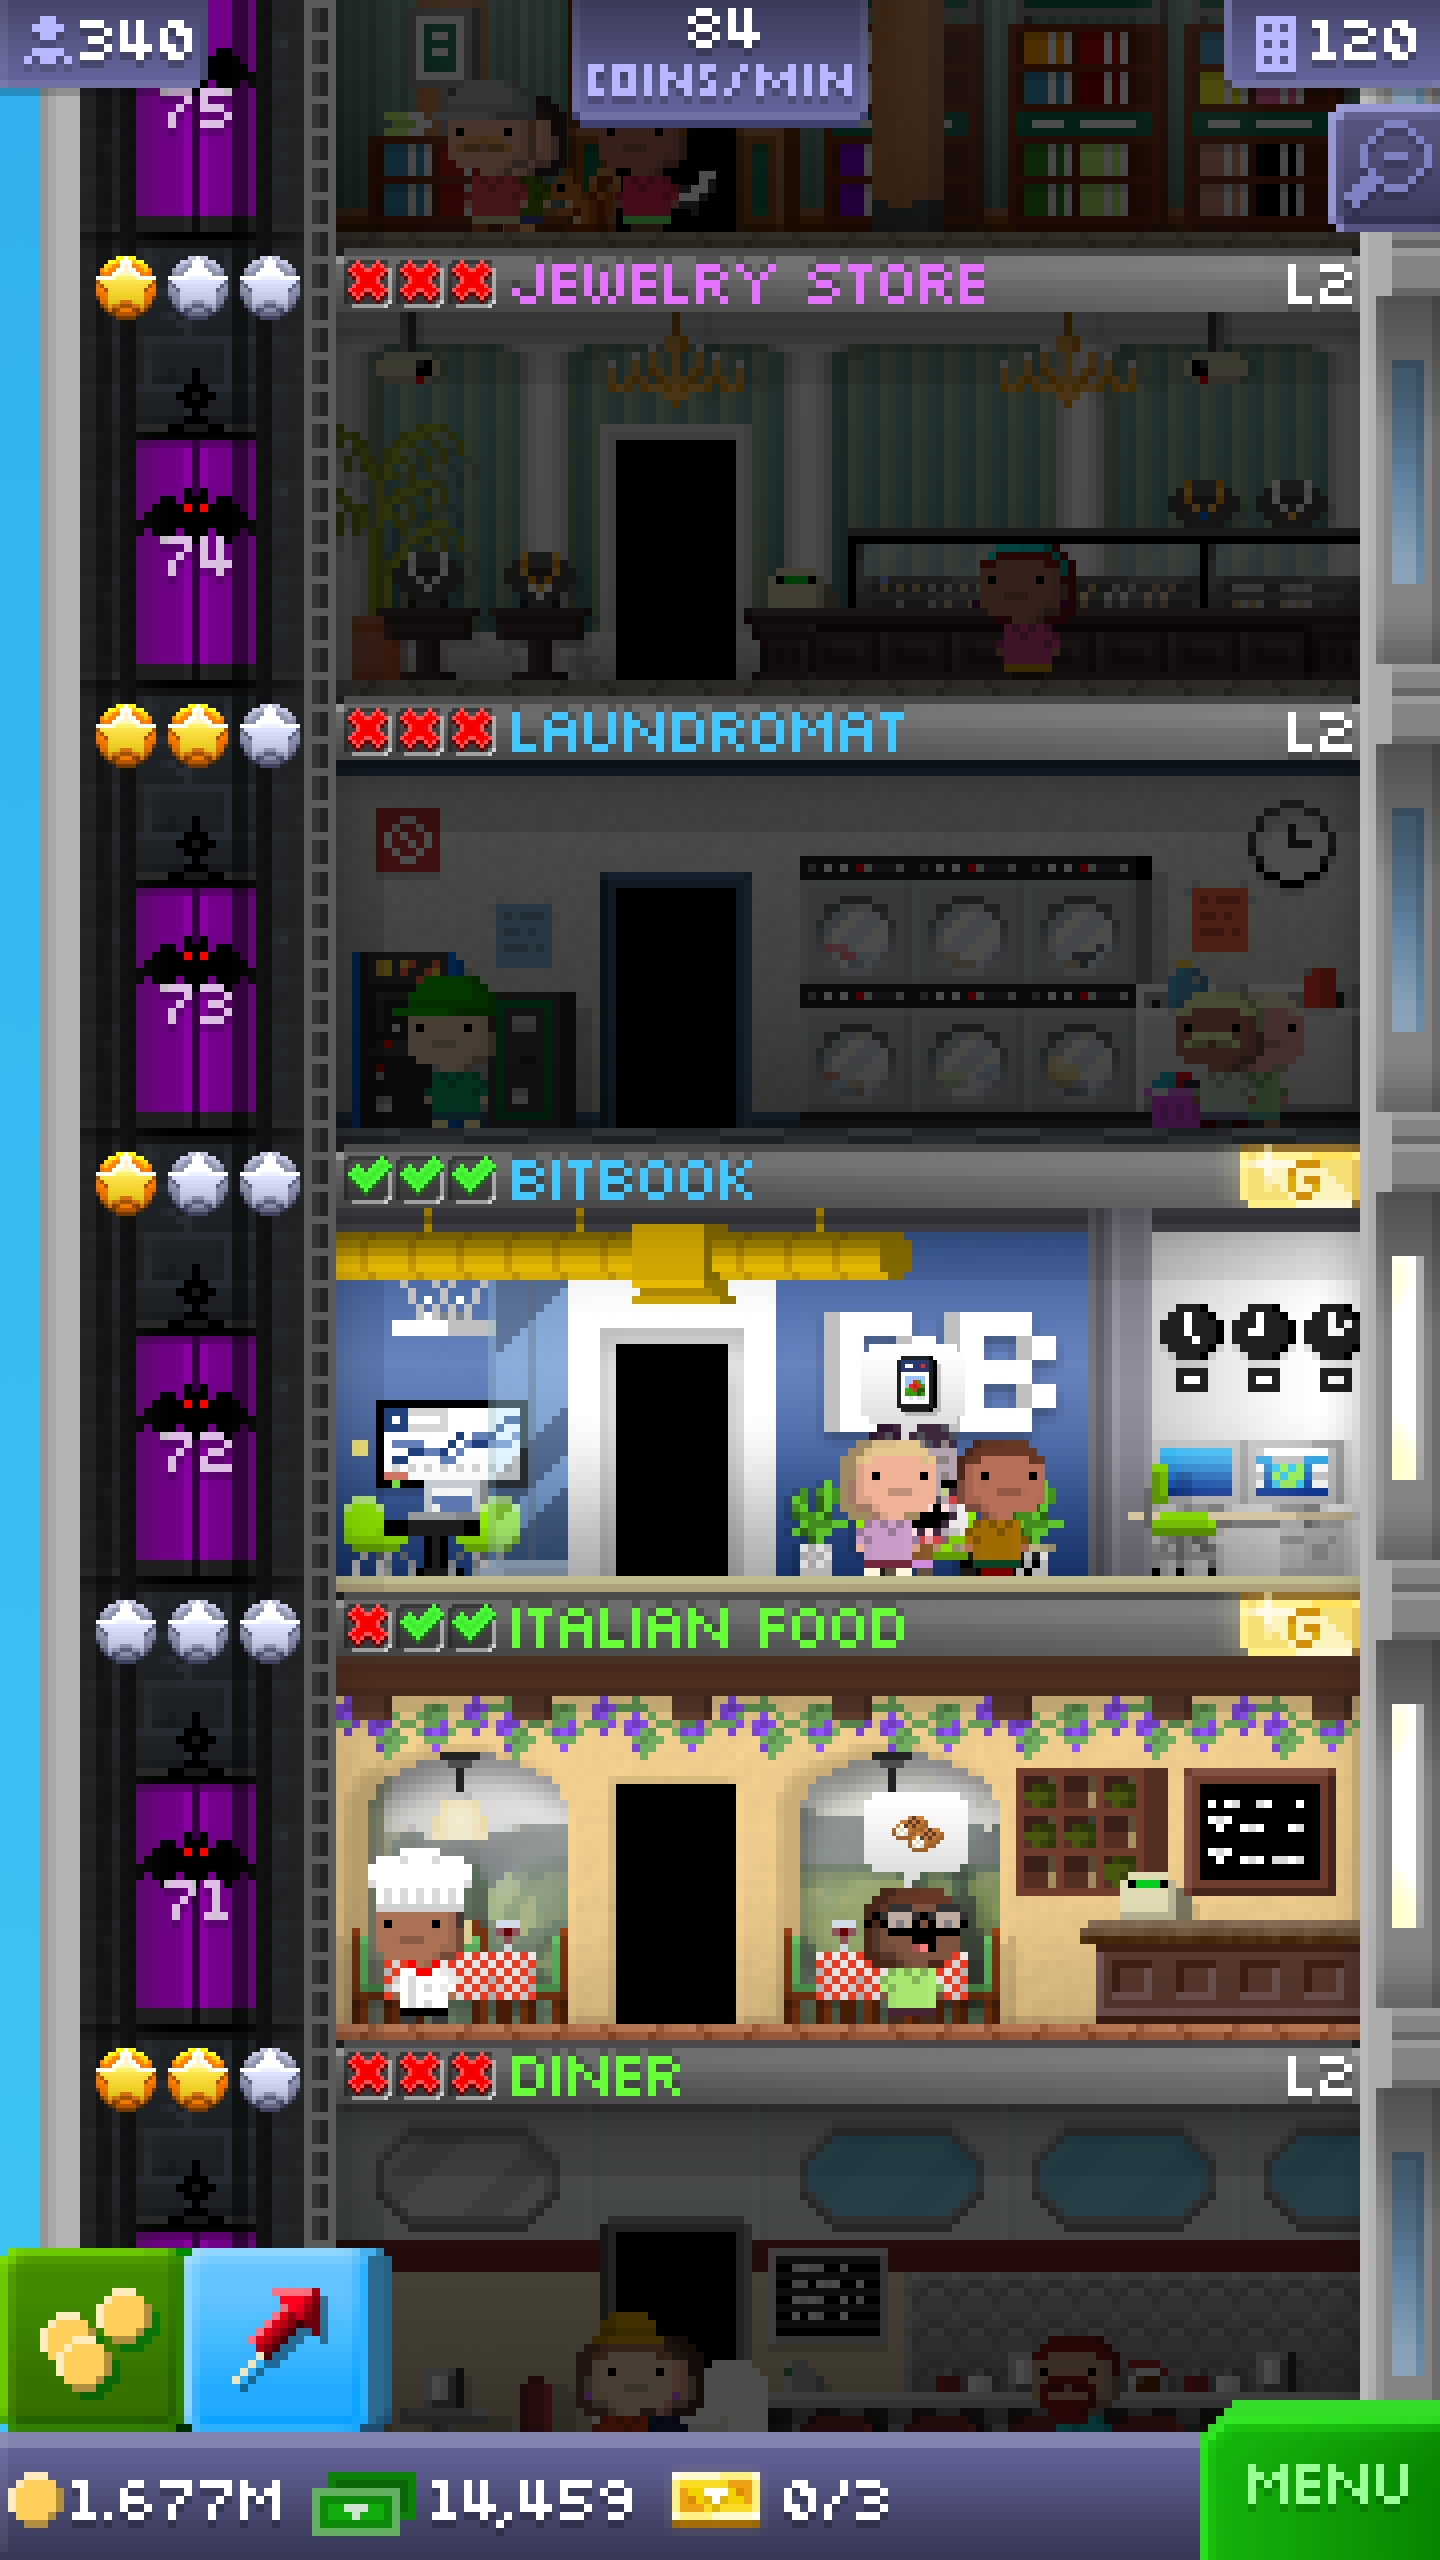 340
84
COINS/MIN
120
75
JEWELRY STORE
L2
74
LAUNDROMAT
L2
73
BITBOOK
G
B
72
ITALIAN FOOD
G
71
DINER
L2
1.677M
14,459
0/3
MENU